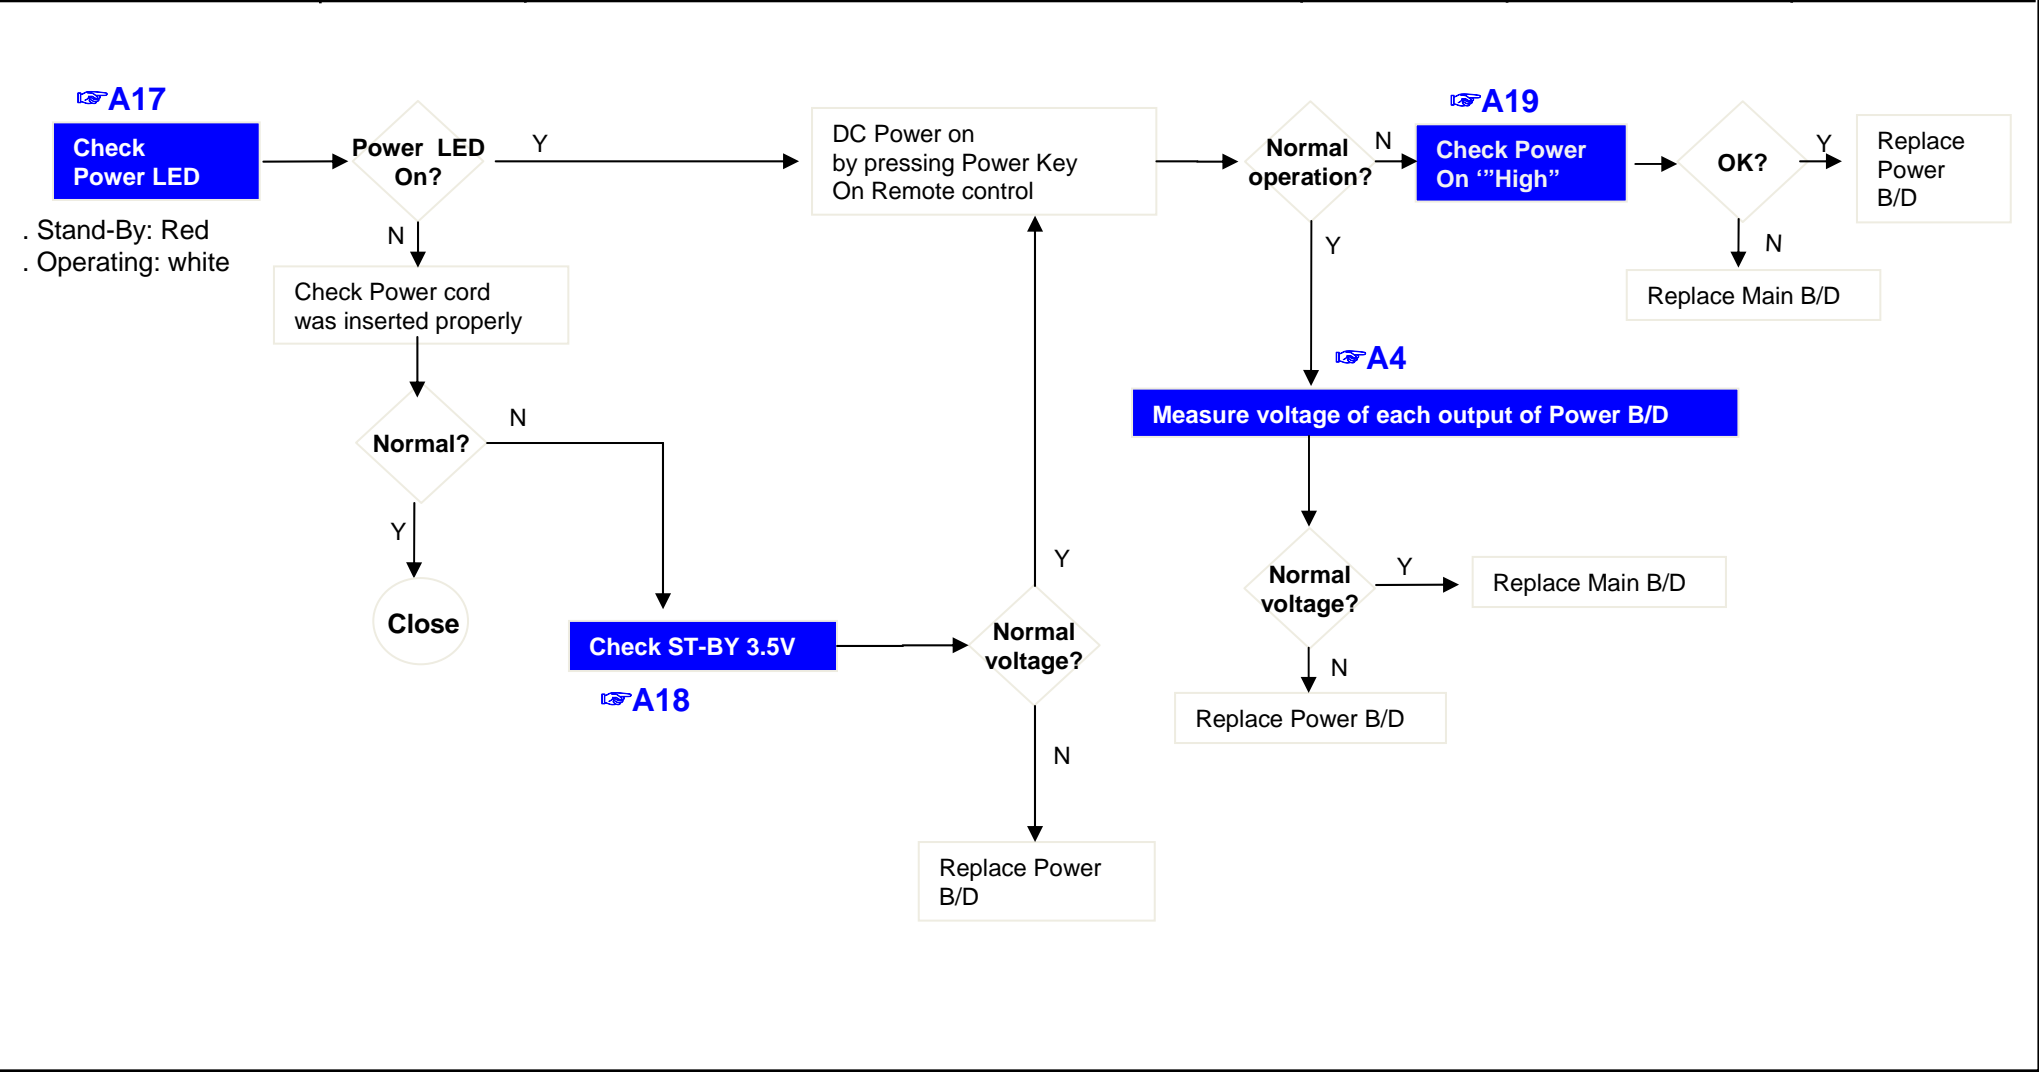 ☞A17
Check
Power LED
. Stand-By: Red
. Operating: white
Power LED
On?
Y
N
Check Power cord
was inserted properly
Normal?
N
Y
Close
Check ST-BY 3.5V
☞A18
Normal
voltage?
Y
N
Replace Power
B/D
DC Power on
by pressing Power Key
On Remote control
Normal
operation?
N
Y
☞A19
Check Power
On ‘”High”
OK?
Y
Replace
Power
B/D
N
Replace Main B/D
☞A4
Measure voltage of each output of Power B/D
Normal
voltage?
Y
Replace Main B/D
N
Replace Power B/D